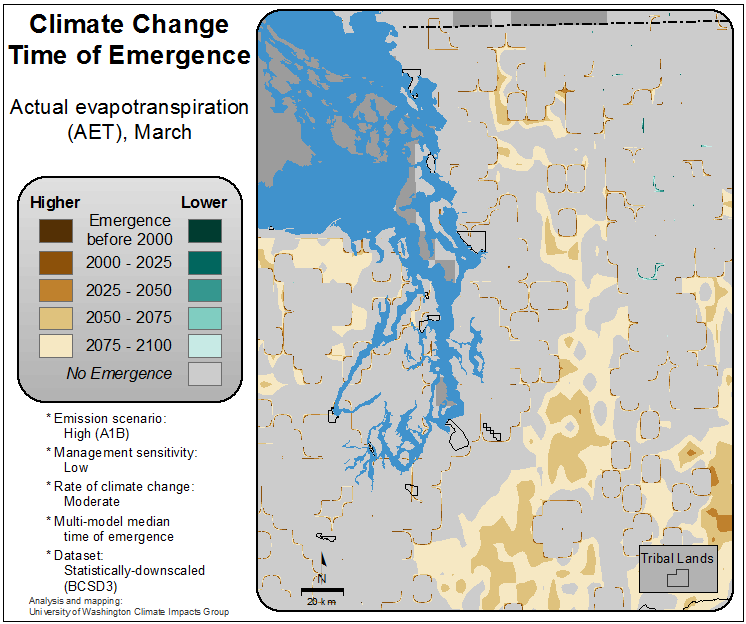 Climate Change
Time of Emergence
Actual evapotranspiration
(AET), March
Higher Lower
Emergence
before 2000
2000 - 2025
2025 - 2050
2050 - 2075
2075 - 2100
No Emergence
* Emission scenario:
High (A1B)
* Management sensitivity:
Low
* Rate of climate change:
Moderate
* Multi-model median
time of emergence
* Dataset:
Statistically-downscaled
(BCSD3)
Analysis and mapping:
University of Washington Climate Impacts Group
N
20 km
Tribal Lands